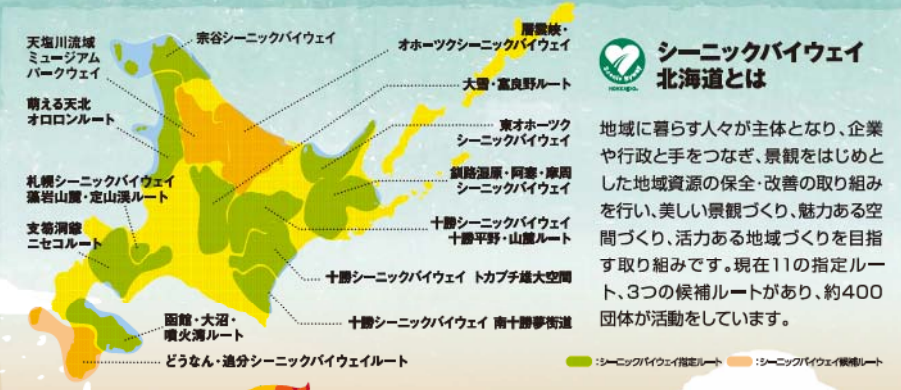 天塩川流域
ミュージアム
パークウェイ
宗谷シーニックバイウェイ
層雲峡・
オホーツクシーニックバイウェイ
萌える天北
オロロンルート
大雪・富良野ルート
東オホーツク
シーニックバイウェイ
札幌シーニックバイウェイ
藻岩山麓・定山渓ルート
釧路湿原・阿寒・摩周
シーニックバイウェイ
支笏洞爺
ニセコルート
十勝シーニックバイウェイ
十勝平野・山麓ルート
十勝シーニックバイウェイ トカプチ雄大空間
函館・大沼・
噴火湾ルート
十勝シーニックバイウェイ 南十勝夢街道
どうなん・追分シーニックバイウェイルート
Scenic Byway
HOKKAIDO
シーニックバイウェイ
北海道とは
地域に暮らす人々が主体となり、企業
や行政と手をつなぎ、景観をはじめと
した地域資源の保全・改善の取り組み
を行い、美しい景観づくり、魅力ある空
間づくり、活力ある地域づくりを目指
す取り組みです。現在11の指定ルー
ト、3つの候補ルートがあり、約400
団体が活動をしています。
:シーニックバイウェイ指定ルート
:シーニックバイウェイ候補ルート